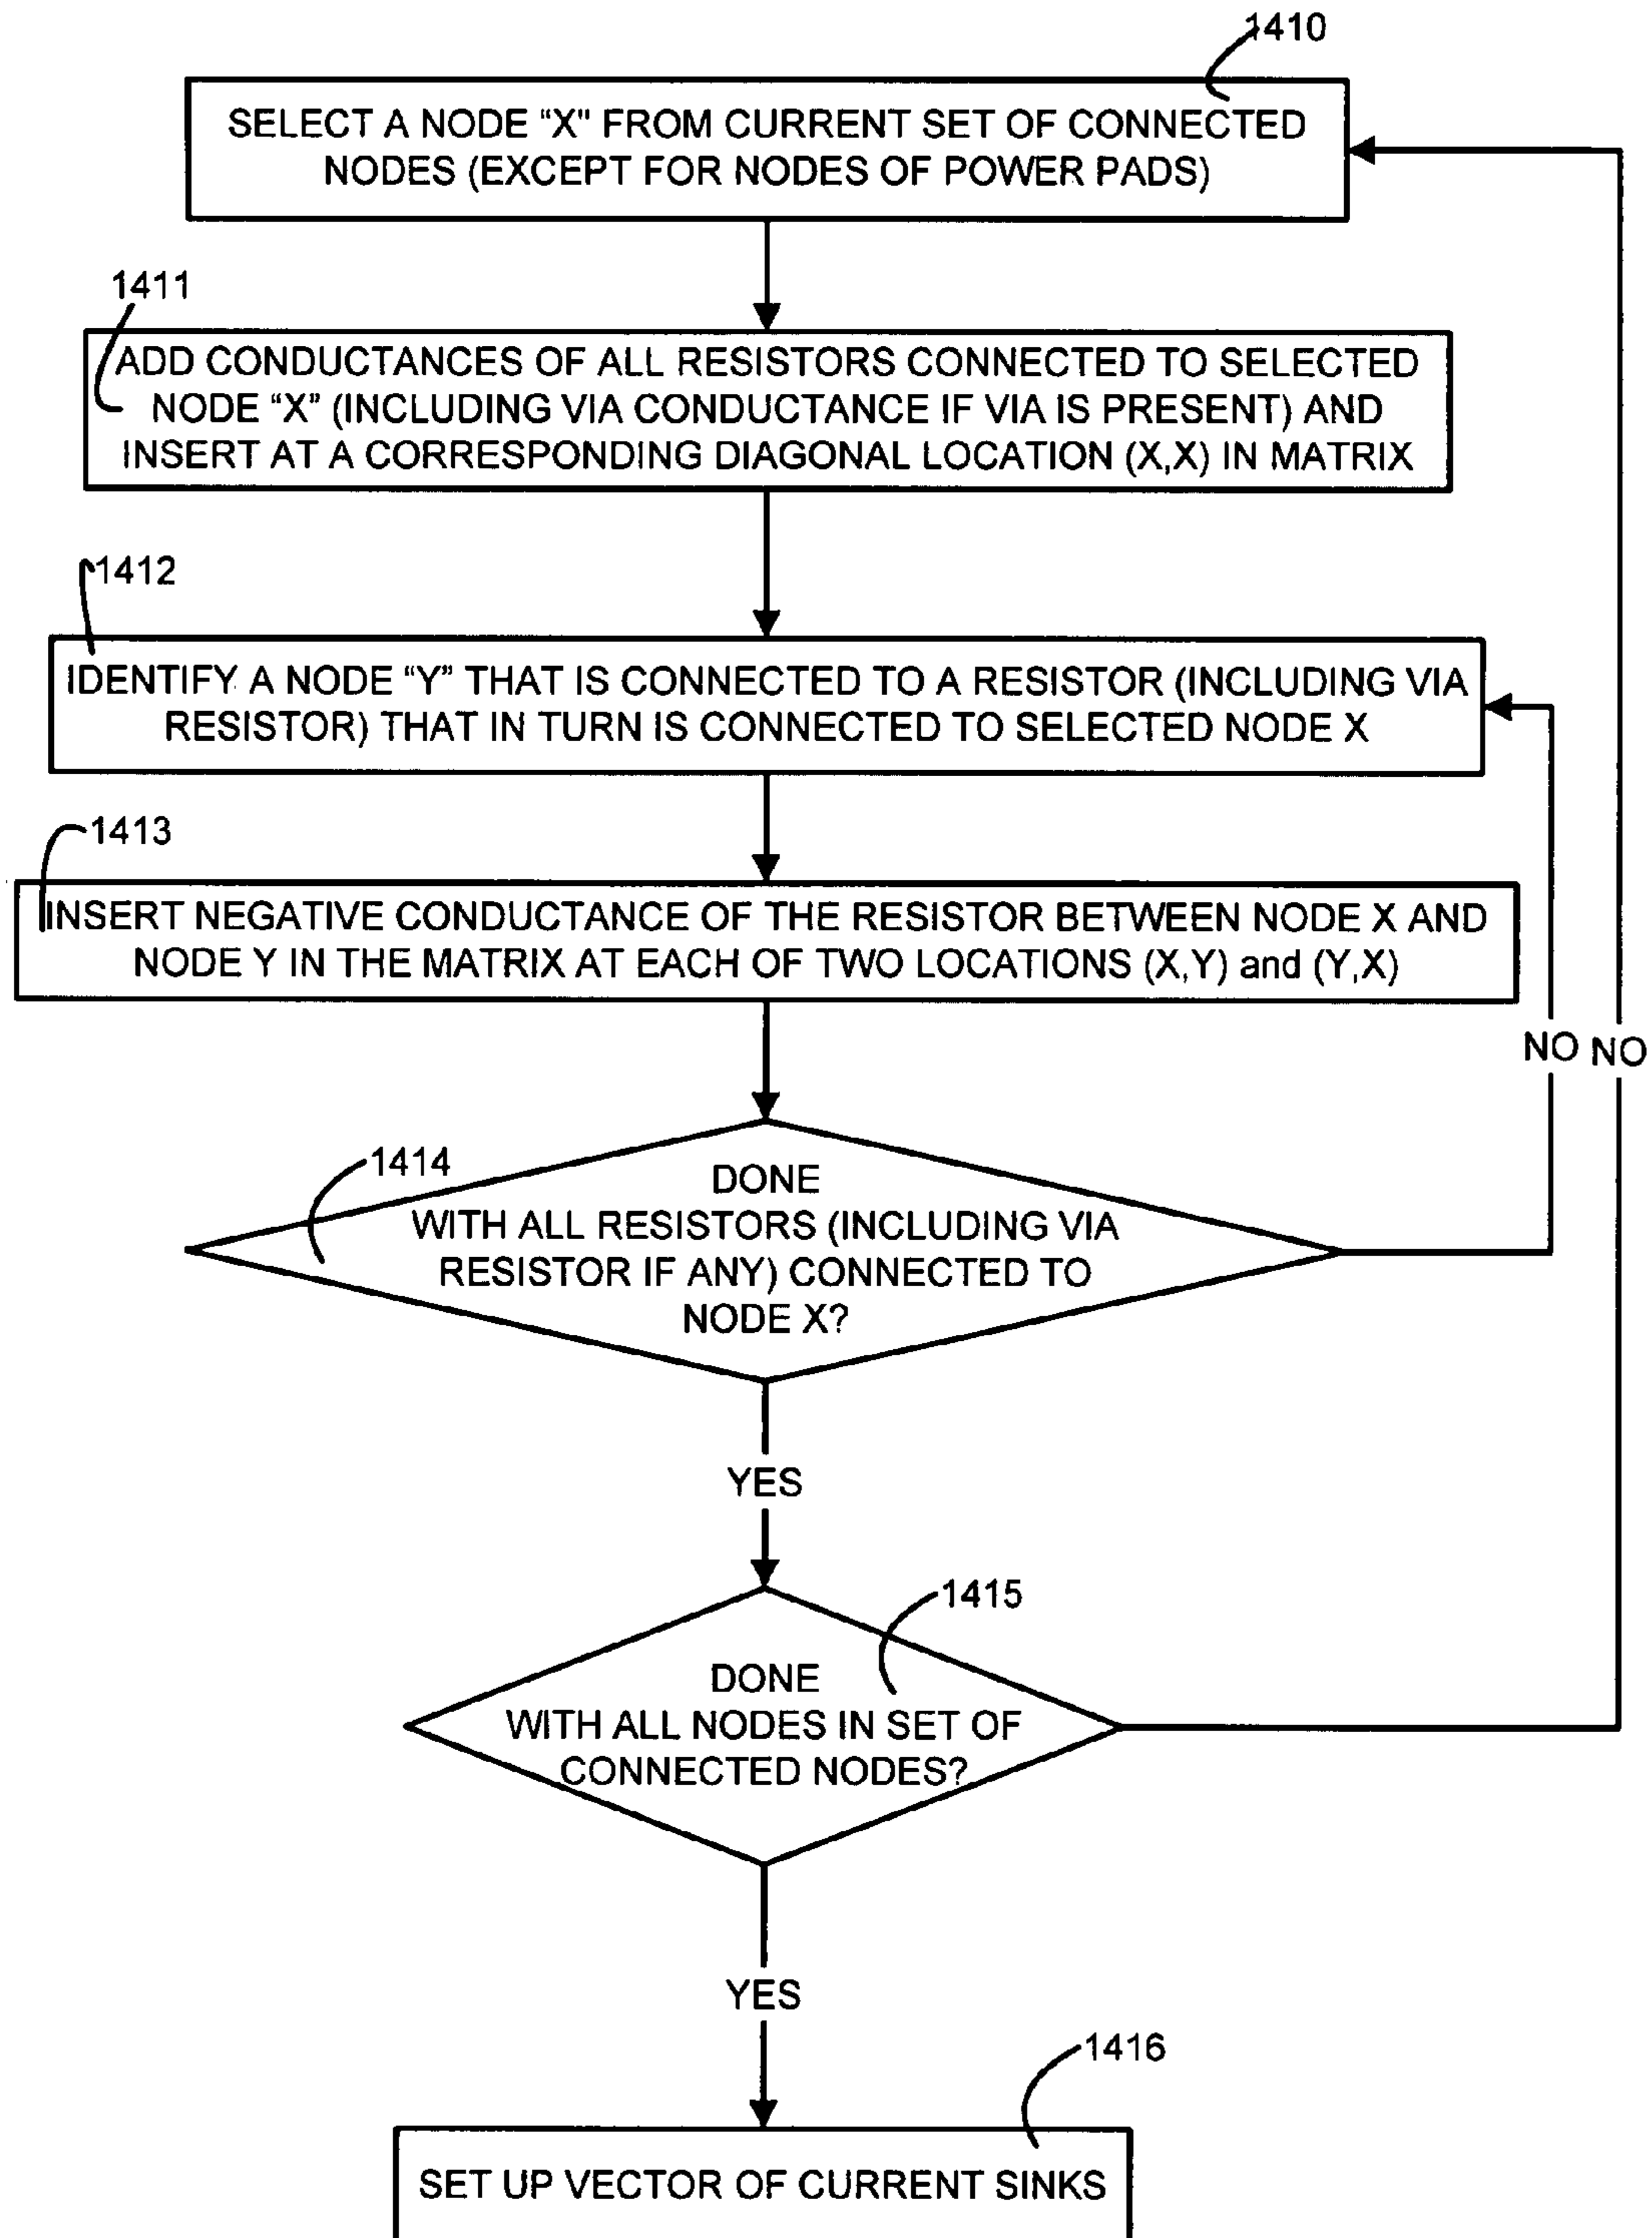 1410
SELECT A NODE "X" FROM CURRENT SET OF CONNECTED
NODES (EXCEPT FOR NODES OF POWER PADS)
1411
ADD CONDUCTANCES OF ALL RESISTORS CONNECTED TO SELECTED
NODE "X" (INCLUDING VIA CONDUCTANCE IF VIA IS PRESENT) AND
INSERT AT A CORRESPONDING DIAGONAL LOCATION (X,X) IN MATRIX
1412
IDENTIFY A NODE "Y" THAT IS CONNECTED TO A RESISTOR (INCLUDING VIA
RESISTOR) THAT IN TURN IS CONNECTED TO SELECTED NODE X
1413
INSERT NEGATIVE CONDUCTANCE OF THE RESISTOR BETWEEN NODE X AND
NODE Y IN THE MATRIX AT EACH OF TWO LOCATIONS (X,Y) and (Y,X)
NO NO
1414
DONE
WITH ALL RESISTORS (INCLUDING VIA
RESISTOR IF ANY) CONNECTED TO
NODE X?
YES
1415
DONE
WITH ALL NODES IN SET OF
CONNECTED NODES?
YES
1416
SET UP VECTOR OF CURRENT SINKS